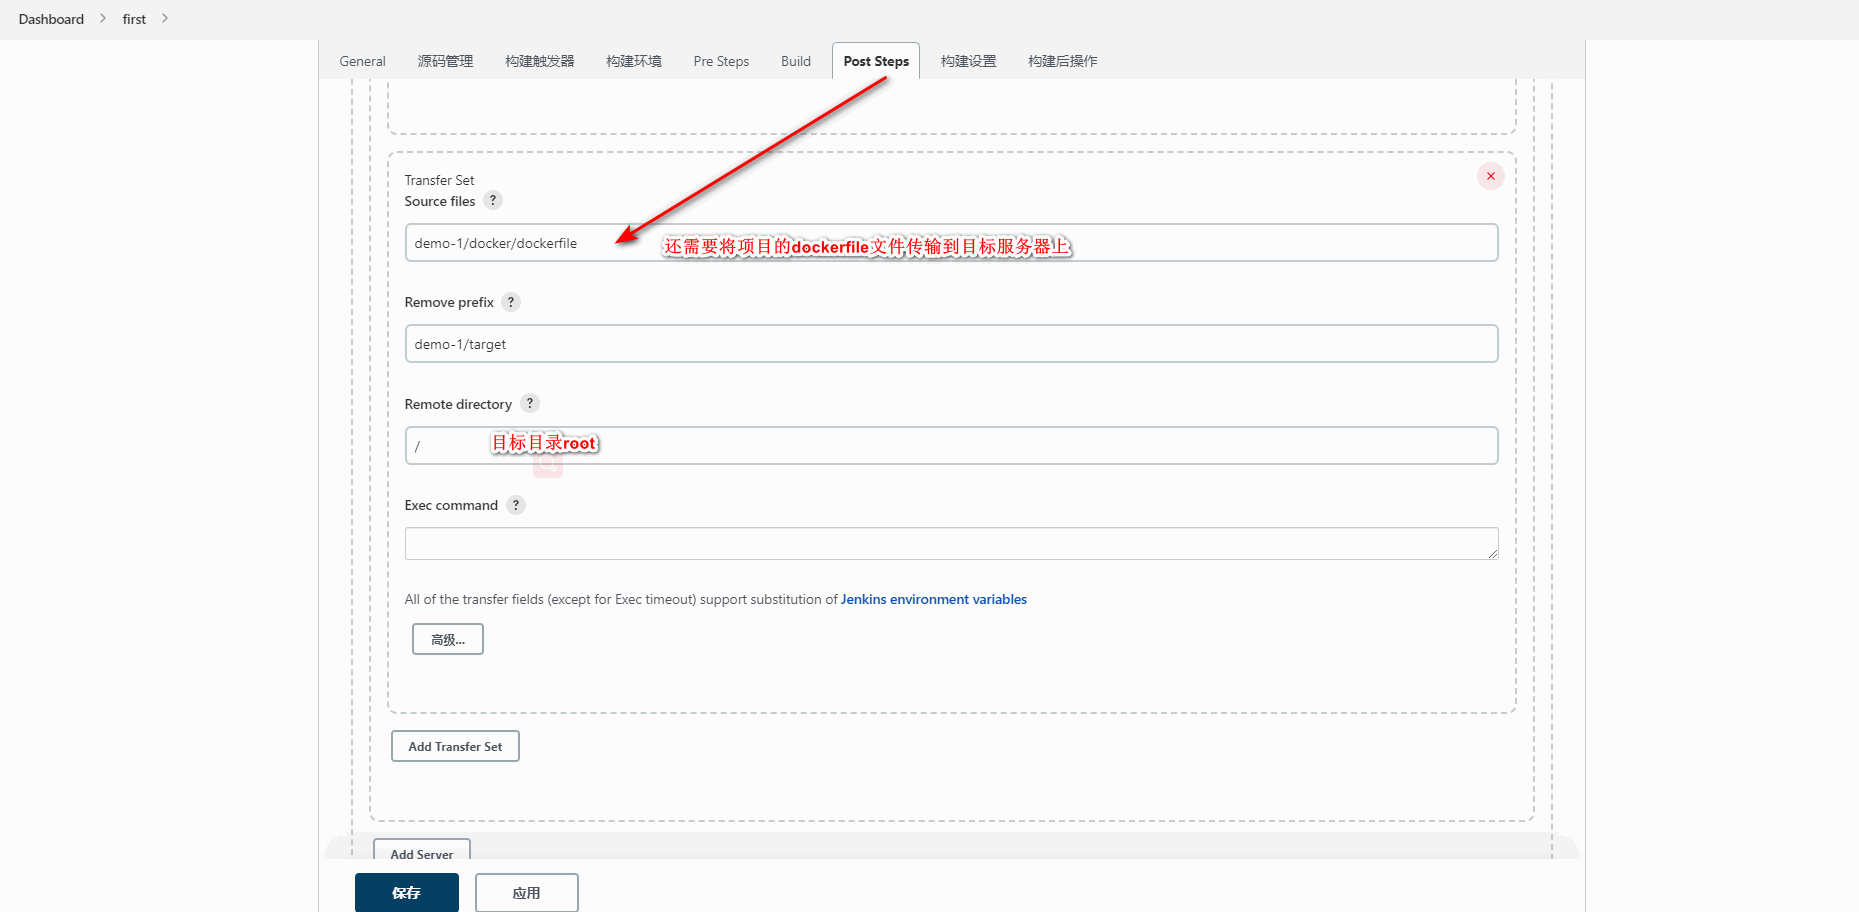 Dashboard > first >
General 源码管理 构建触发器 构建环境 Pre Steps Build Post Steps 构建设置 构建后操作
Transfer Set
Source files ?
demo-1/docker/dockerfile
还需要将项目的dockerfile文件传输到目标服务器上
Remove prefix ?
demo-1/target
Remote directory ?
/
目标目录root
Exec command ?
All of the transfer fields (except for Exec timeout) support substitution of Jenkins environment variables
高级...
Add Transfer Set
Add Server
保存 应用